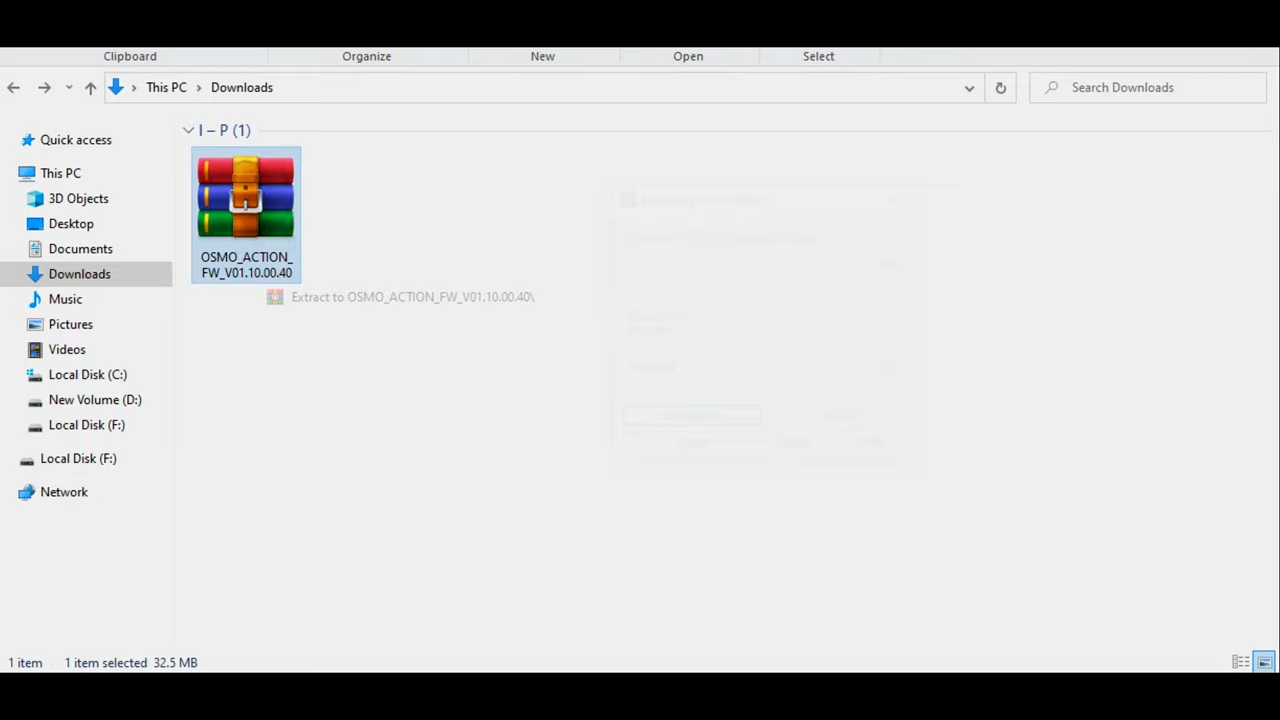 Clipboard
Organize
New
Open
Select
This PC
Downloads
Search Downloads
Quick access
This PC
3D Objects
Desktop
Documents
Downloads
Music
Pictures
Videos
Local Disk (C:)
New Volume (D:)
Local Disk (F:)
Local Disk (F:)
Network
I – P (1)
OSMO_ACTION_
FW_V01.10.00.40
Extract to OSMO_ACTION_FW_V01.10.00.40\
1 item
1 item selected 32.5 MB